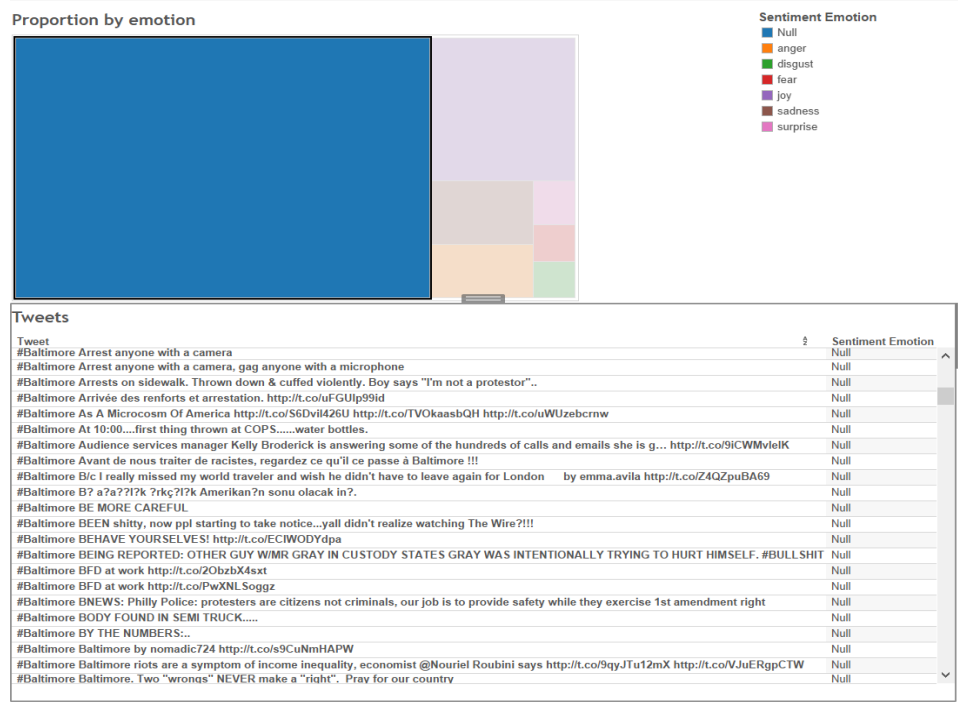 Proportion by emotion
Sentiment Emotion
Null
anger
disgust
fear
joy
sadness
surprise
Tweets
Tweet Sentiment Emotion
#Baltimore Arrest anyone with a camera Null
#Baltimore Arrest anyone with a camera, gag anyone with a microphone Null
#Baltimore Arrests on sidewalk. Thrown down & cuffed violently. Boy says "I'm not a protestor".. Null
#Baltimore Arrivée des renforts et arrestation. http://t.co/uFGUlp99id Null
#Baltimore As A Microcosm Of America http://t.co/S6Dvil426U http://t.co/TVOkaasbQH http://t.co/uWUzebcrnw Null
#Baltimore At 10:00....first thing thrown at COPS......water bottles. Null
#Baltimore Audience services manager Kelly Broderick is answering some of the hundreds of calls and emails she is g... http://t.co/9iCWMvlelK Null
#Baltimore Avant de nous traiter de racistes, regardez ce qu'il ce passe à Baltimore !!! Null
#Baltimore B/c I really missed my world traveler and wish he didn't have to leave again for London by emma.avila http://t.co/Z4QZpuBA69 Null
#Baltimore B? a?a??l?k ?rkç?l?k Amerikan?n sonu olacak in?. Null
#Baltimore BE MORE CAREFUL Null
#Baltimore BEEN shitty, now ppl starting to take notice...yall didn't realize watching The Wire?!!! Null
#Baltimore BEHAVE YOURSELVES! http://t.co/ECIWODYdpa Null
#Baltimore BEING REPORTED: OTHER GUY W/MR GRAY IN CUSTODY STATES GRAY WAS INTENTIONALLY TRYING TO HURT HIMSELF. #BULLSHIT Null
#Baltimore BFD at work http://t.co/2ObzbX4sxt Null
#Baltimore BFD at work http://t.co/PwXNLSoggz Null
#Baltimore BNEWS: Philly Police: protesters are citizens not criminals, our job is to provide safety while they exercise 1st amendment right Null
#Baltimore BODY FOUND IN SEMI TRUCK..... Null
#Baltimore BY THE NUMBERS:.. Null
#Baltimore Baltimore by nomadic724 http://t.co/s9CuNmHAPW Null
#Baltimore Baltimore riots are a symptom of income inequality, economist @Nouriel Roubini says http://t.co/9qyJTu12mX http://t.co/VJuERgpCTW Null
#Baltimore Baltimore. Two "wrongs" NEVER make a "right". Pray for our country Null